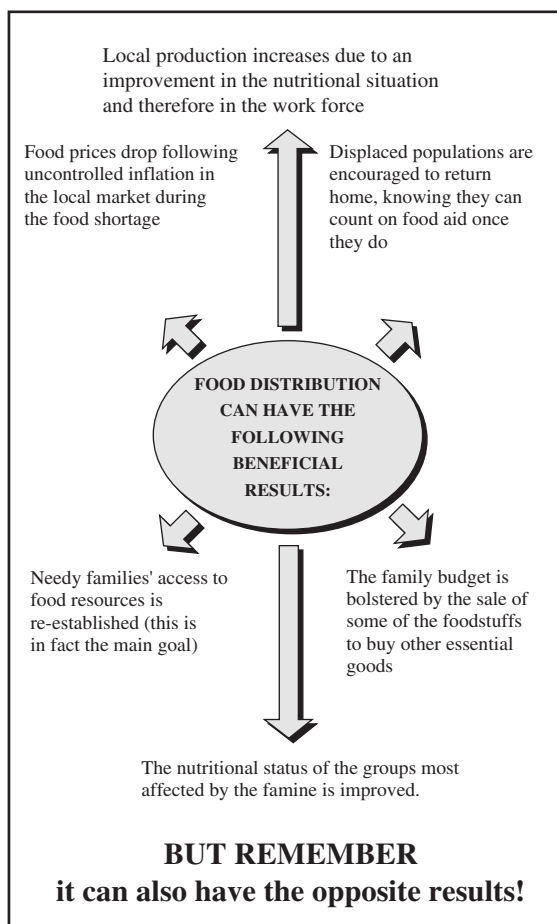 Local production increases due to an
improvement in the nutritional situation
and therefore in the work force
Food prices drop following
uncontrolled inflation in
the local market during
the food shortage
Displaced populations are
encouraged to return
home, knowing they can
count on food aid once
they do
FOOD DISTRIBUTION
CAN HAVE THE
FOLLOWING
BENEFICIAL
RESULTS:
Needy families' access to
food resources is
re-established (this is
in fact the main goal)
The family budget is
bolstered by the sale of
some of the foodstuffs
to buy other essential
goods
The nutritional status of the groups most
affected by the famine is improved.
BUT REMEMBER
it can also have the opposite results!